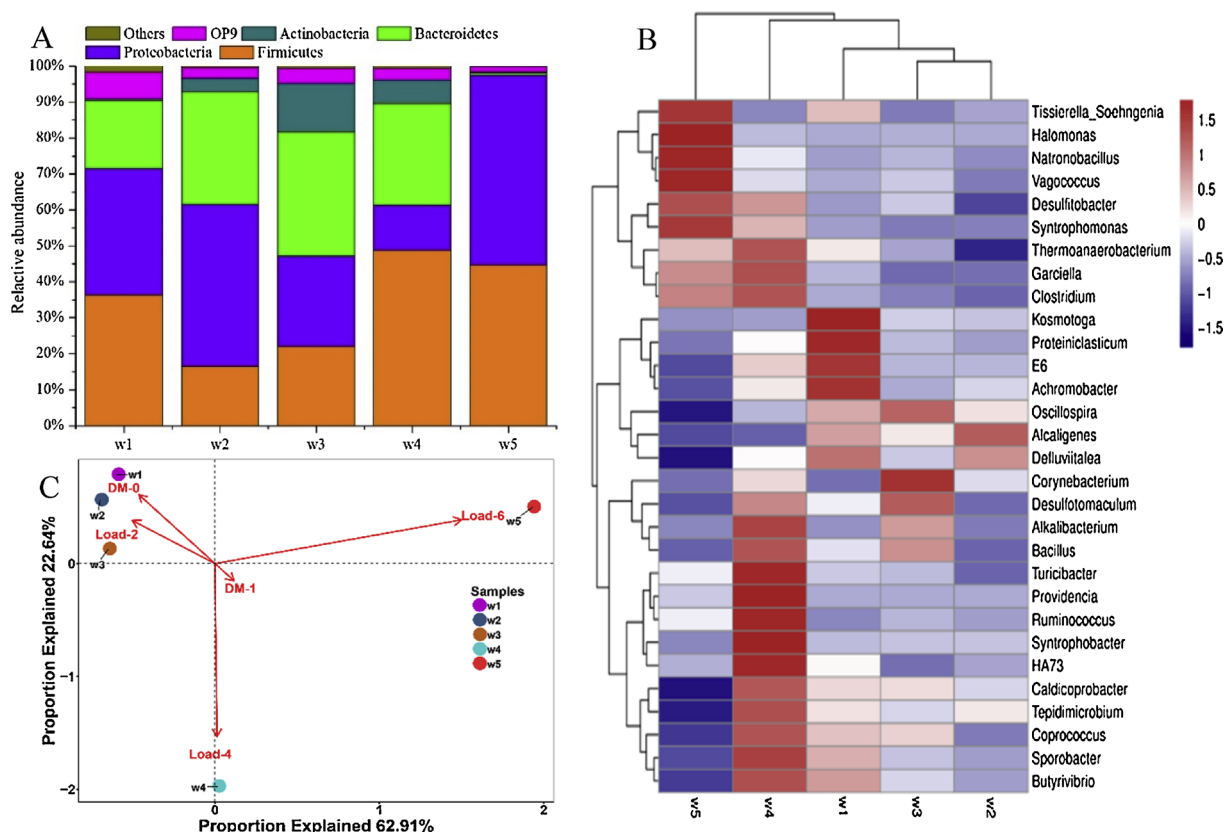 A
Others OP9 Actinobacteria Bacteroidetes
Proteobacteria Firmicutes
Relactive abundance
100%
90%
80%
70%
60%
50%
40%
30%
20%
10%
0%
w1 w2 w3 w4 w5
B
Tissierella_Soehngenia
Halomonas
Natronobacillus
Vagococcus
Desulfitobacter
Syntrophomonas
Thermoanaerobacterium
Garciella
Clostridium
Kosmotoga
Proteiniclasticum
E6
Achromobacter
Oscillospira
Alcaligenes
Defluviitalea
Corynebacterium
Desulfotomaculum
Alkalibacterium
Bacillus
Turicibacter
Providencia
Ruminococcus
Syntrophobacter
HA73
Caldicoprobacter
Tepidimicrobium
Coprococcus
Sporobacter
Butyrivibrio
w5 w4 w1 w3 w2
1.5
1
0.5
0
−0.5
−1
−1.5
C
w1
DM-0
w2
Load-2
w3
Load-6 w5
DM-1
Load-4
w4
Samples
w1
w2
w3
w4
w5
0
−1
−2
0 1 2
Proportion Explained 22.64%
Proportion Explained 62.91%